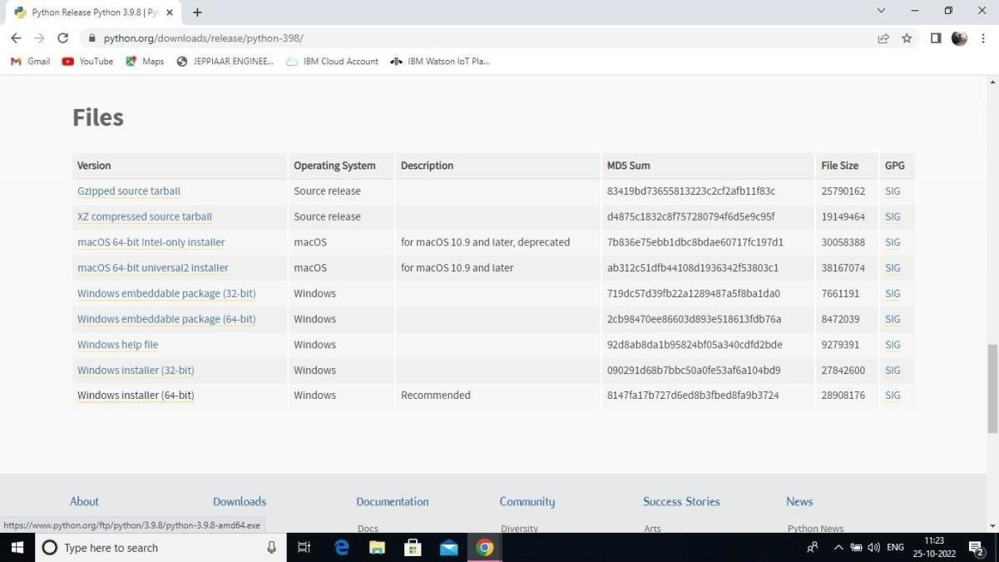 Python Release Python 3.9.8 | Py
python.org/downloads/release/python-398/
Gmail YouTube Maps JEPPIAAR ENGINEE... IBM Cloud Account IBM Watson IoT Pla...
Files
Version Operating System Description MD5 Sum File Size GPG
Gzipped source tarball Source release 83419bd73655813223c2cf2afb11f83c 25790162 SIG
XZ compressed source tarball Source release d4875c1832c8f757280794f6d5e9c95f 19149464 SIG
macOS 64-bit Intel-only installer macOS for macOS 10.9 and later, deprecated 7b836e75ebb1dbc8bdae60717fc197d1 30058388 SIG
macOS 64-bit universal2 installer macOS for macOS 10.9 and later ab312c51dfb44108d1936342f53803c1 38167074 SIG
Windows embeddable package (32-bit) Windows 719dc57d39fb22a1289487a5f8ba1da0 7661191 SIG
Windows embeddable package (64-bit) Windows 2cb98470ee86603d893e518613fdb76a 8472039 SIG
Windows help file Windows 92d8ab8da1b95824bf05a340cdfd2bde 9279391 SIG
Windows installer (32-bit) Windows 090291d68b7bbc50a0fe53af6a104bd9 27842600 SIG
Windows installer (64-bit) Windows Recommended 8147fa17b727d6ed8b3fbed8fa9b3724 28908176 SIG
About Downloads Documentation Community Success Stories News
https://www.python.org/ftp/python/3.9.8/python-3.9.8-amd64.exe Docs Diversity Arts Python News
Type here to search ENG 11:23
25-10-2022 2